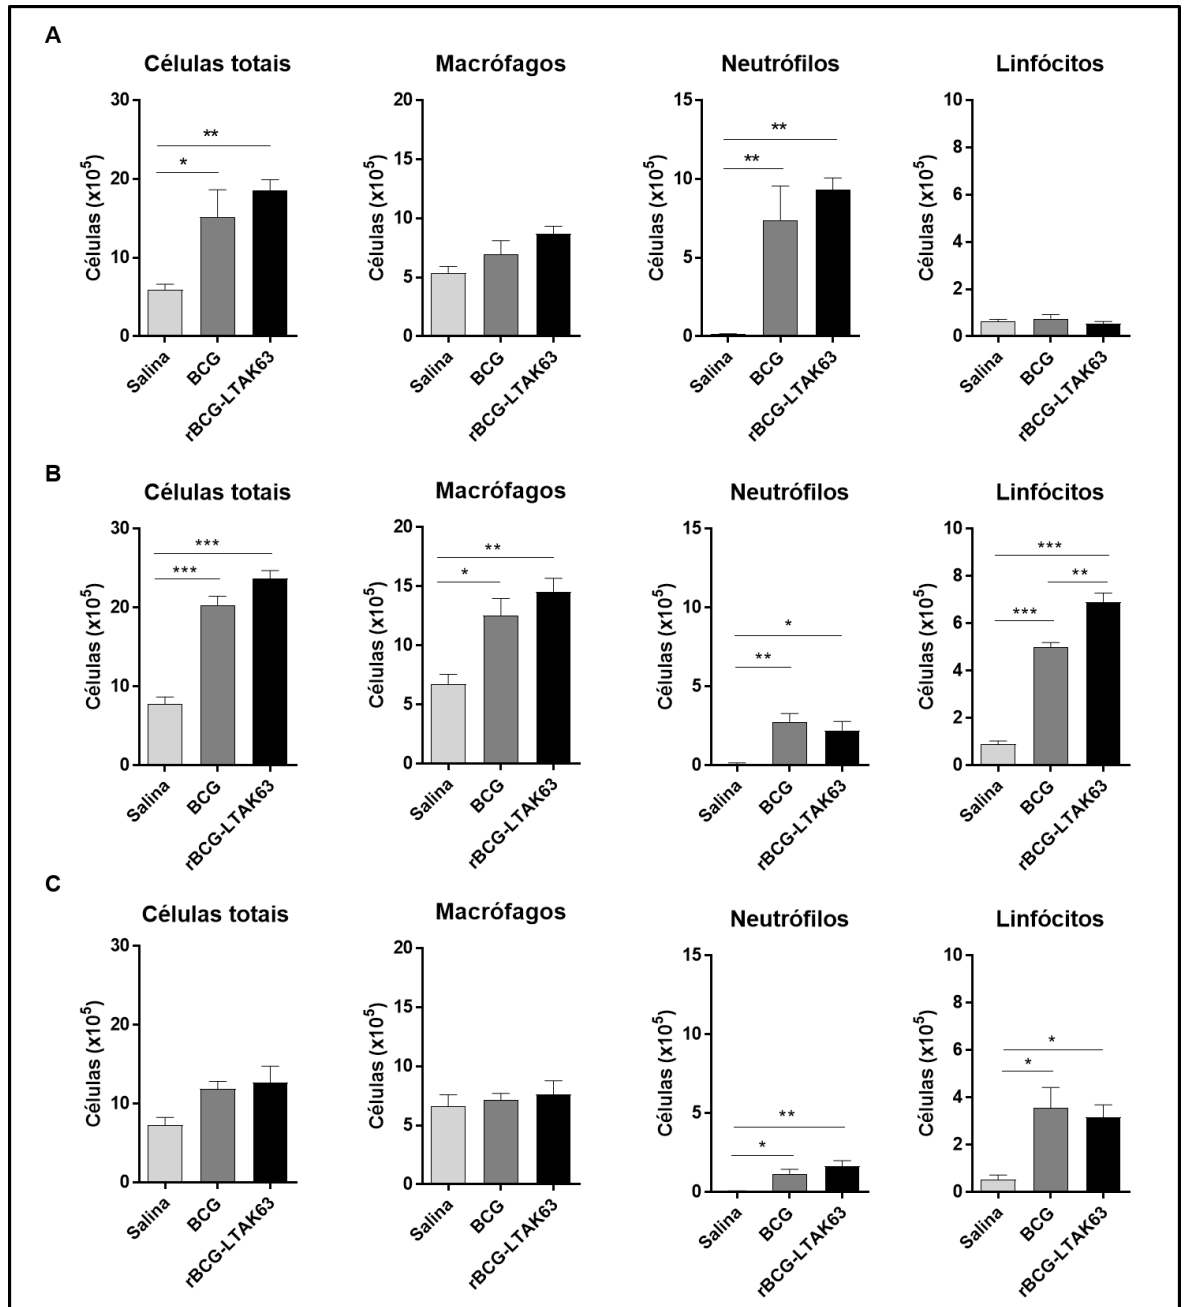 A
Células totais
Células (x10⁵)
30
20
10
0
* **
Salina
BCG
rBCG-LTAK63
Macrófagos
Células (x10⁵)
20
15
10
5
0
Salina
BCG
rBCG-LTAK63
Neutrófilos
Células (x10⁵)
15
10
5
0
** **
Salina
BCG
rBCG-LTAK63
Linfócitos
Células (x10⁵)
10
8
6
4
2
0
Salina
BCG
rBCG-LTAK63
B
Células totais
Células (x10⁵)
30
20
10
0
*** ***
Salina
BCG
rBCG-LTAK63
Macrófagos
Células (x10⁵)
20
15
10
5
0
* **
Salina
BCG
rBCG-LTAK63
Neutrófilos
Células (x10⁵)
15
10
5
0
** *
Salina
BCG
rBCG-LTAK63
Linfócitos
Células (x10⁵)
10
8
6
4
2
0
*** ** ***
Salina
BCG
rBCG-LTAK63
C
Células totais
Células (x10⁵)
30
20
10
0
Salina
BCG
rBCG-LTAK63
Macrófagos
Células (x10⁵)
20
15
10
5
0
Salina
BCG
rBCG-LTAK63
Neutrófilos
Células (x10⁵)
15
10
5
0
* **
Salina
BCG
rBCG-LTAK63
Linfócitos
Células (x10⁵)
10
8
6
4
2
0
* *
Salina
BCG
rBCG-LTAK63